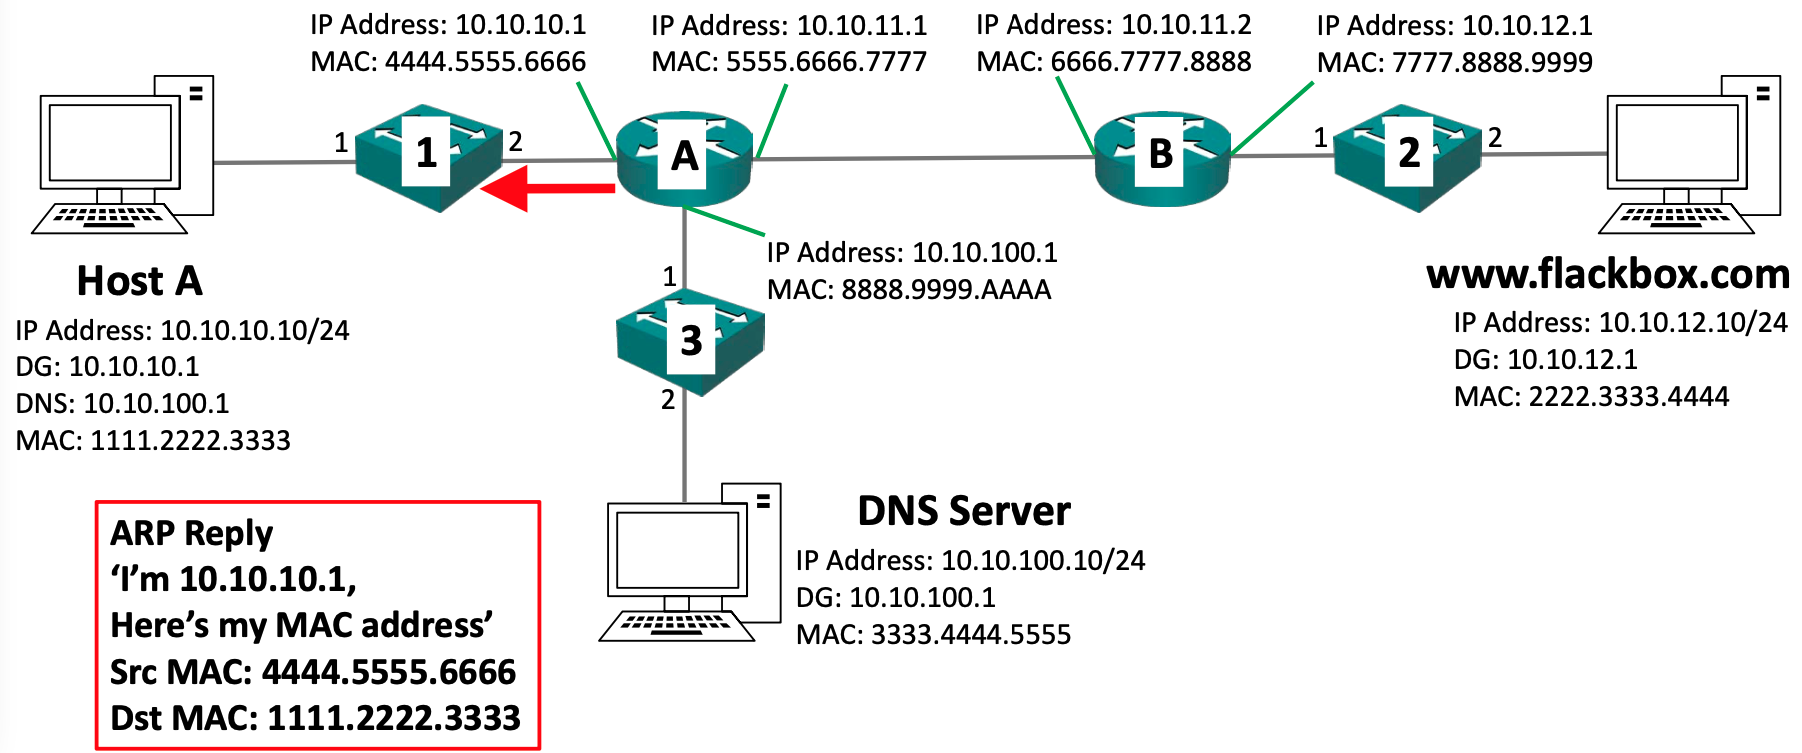 IP Address: 10.10.10.1
MAC: 4444.5555.6666
IP Address: 10.10.11.1
MAC: 5555.6666.7777
IP Address: 10.10.11.2
MAC: 6666.7777.8888
IP Address: 10.10.12.1
MAC: 7777.8888.9999
1
1
2
A
B
1
2
2
Host A
IP Address: 10.10.10.10/24
DG: 10.10.10.1
DNS: 10.10.100.1
MAC: 1111.2222.3333
IP Address: 10.10.100.1
MAC: 8888.9999.AAAA
1
3
2
www.flackbox.com
IP Address: 10.10.12.10/24
DG: 10.10.12.1
MAC: 2222.3333.4444
DNS Server
IP Address: 10.10.100.10/24
DG: 10.10.100.1
MAC: 3333.4444.5555
ARP Reply
‘I’m 10.10.10.1,
Here’s my MAC address’
Src MAC: 4444.5555.6666
Dst MAC: 1111.2222.3333